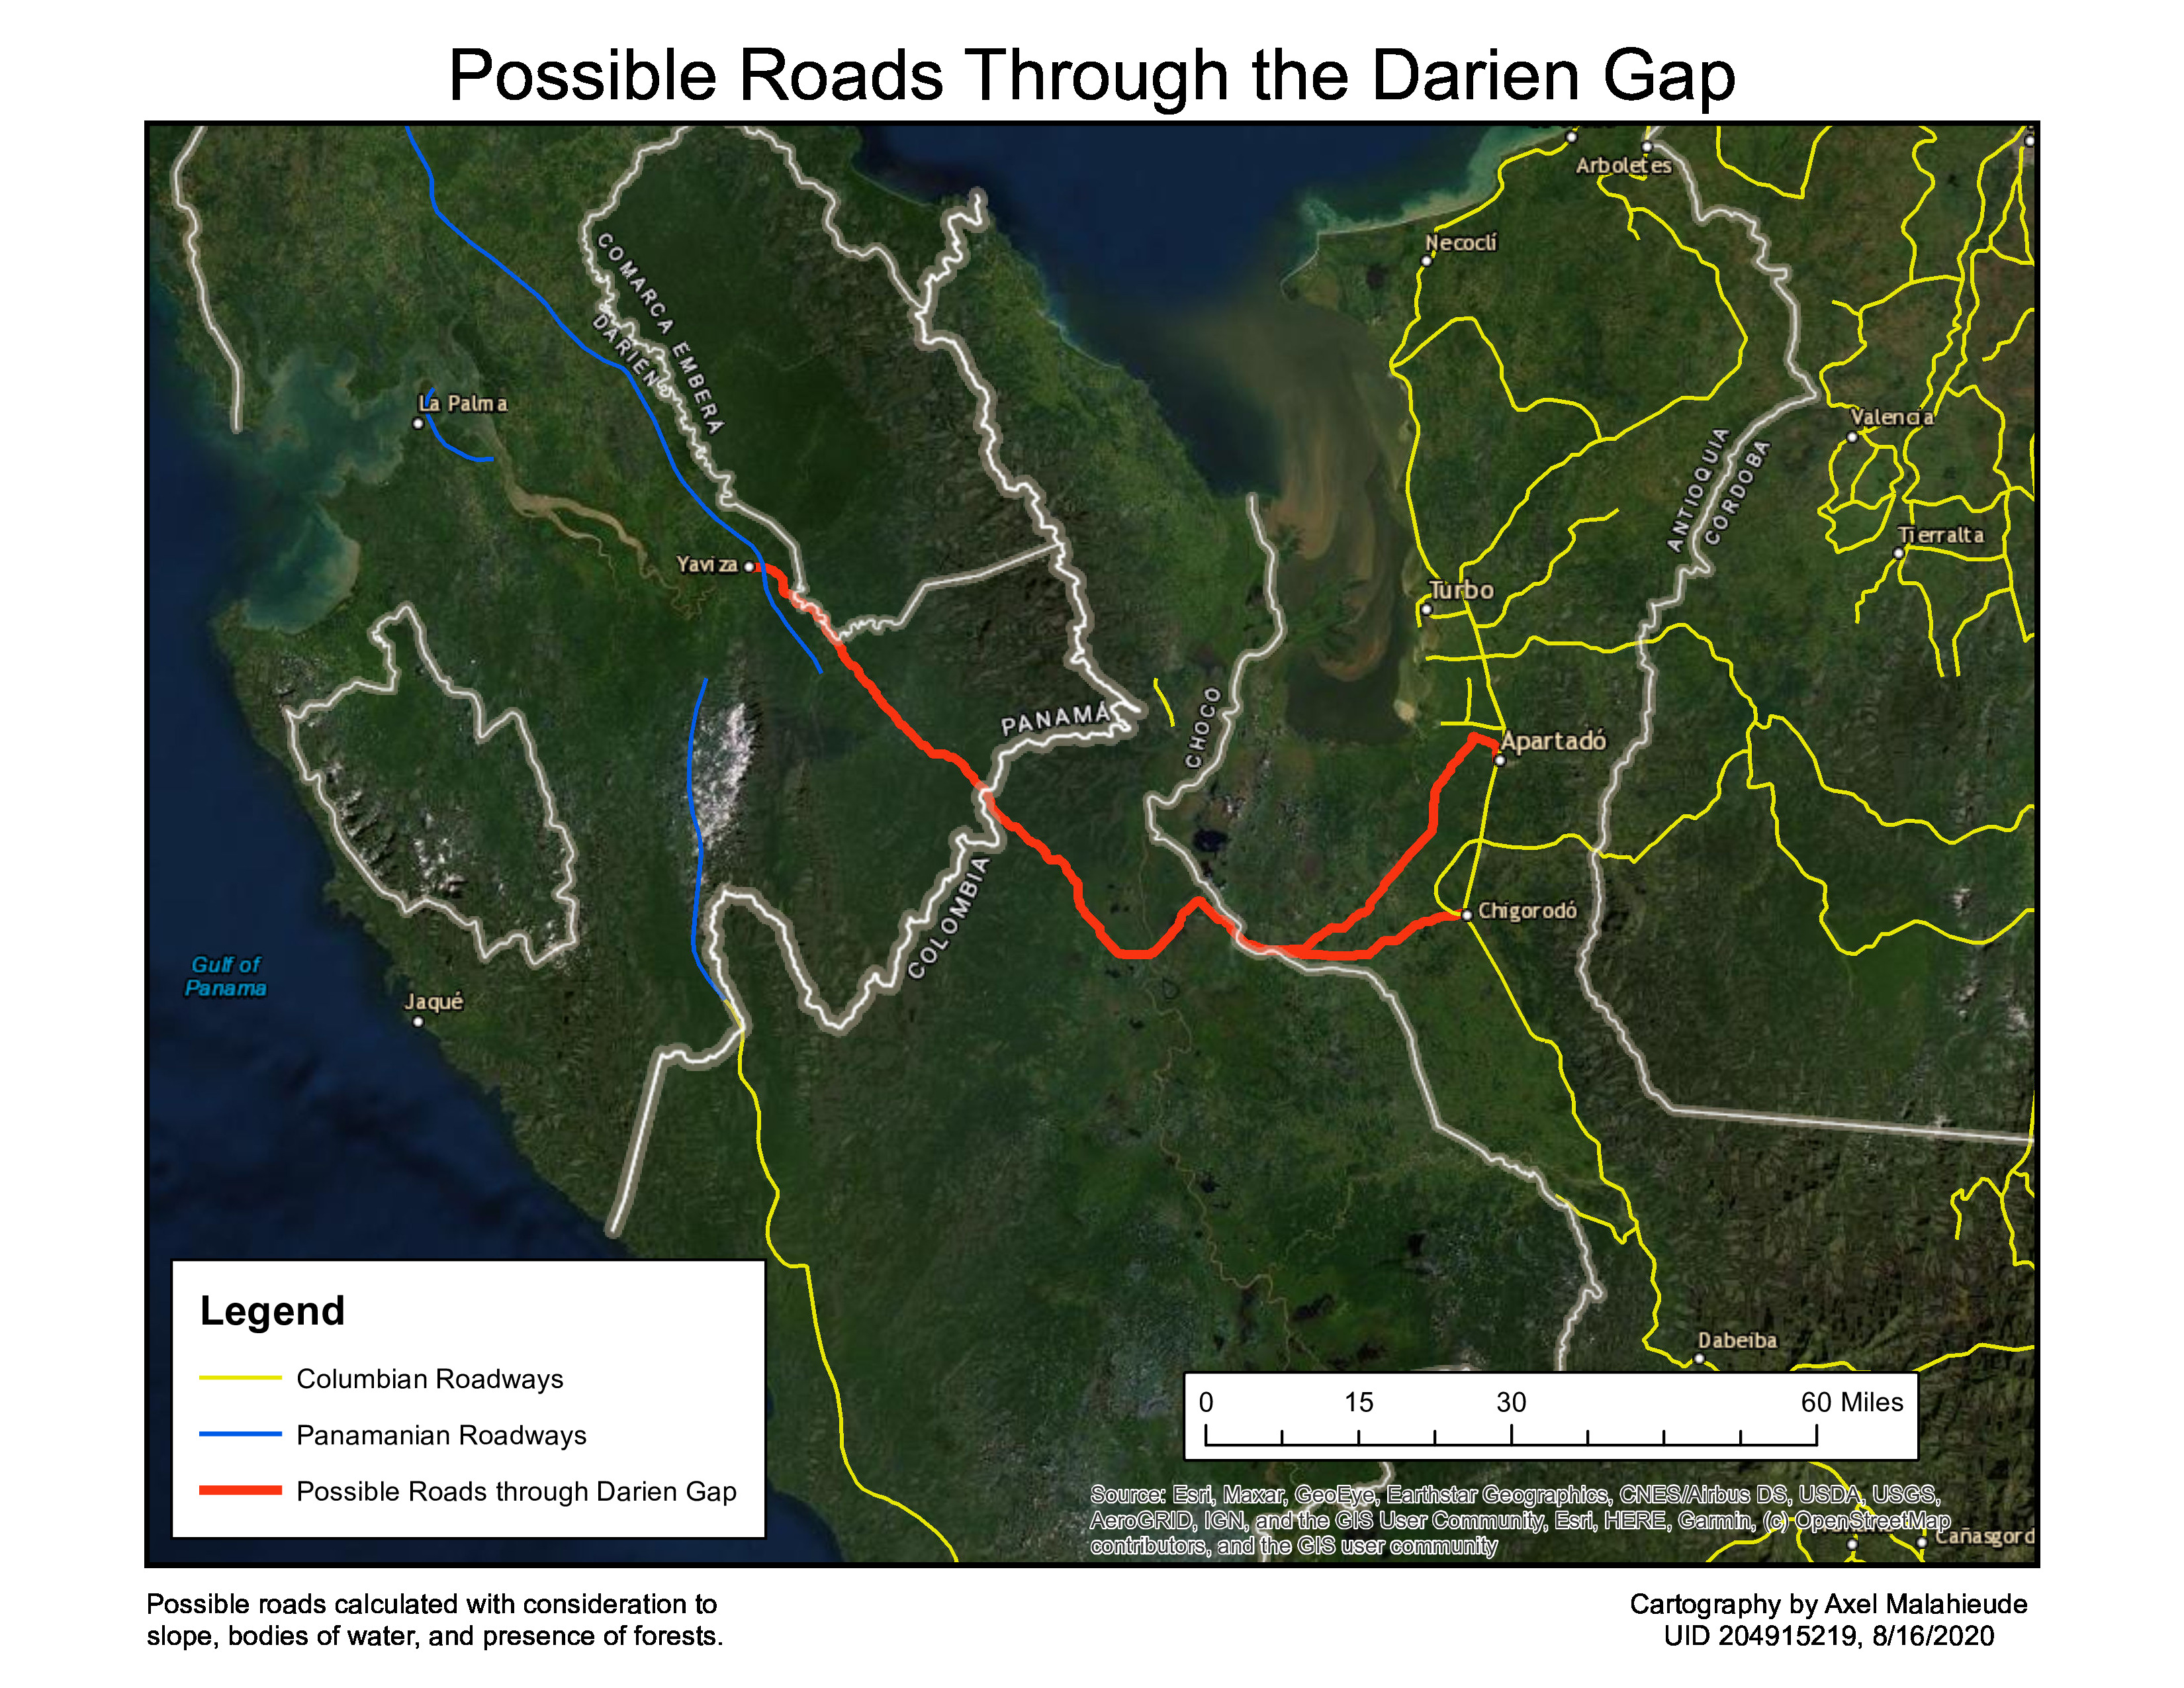 Possible Roads Through the Darien Gap
Arboletes
Necoclí
COMARCA EMBERÁ
DARIÉN
La Palma
Valencia
ANTIOQUIA
CORDOBA
Tierralta
Yaviza
Turbo
PANAMÁ
CHOCO
Apartadó
COLOMBIA
Chigorodó
Gulf of
Panama
Jaqué
Dabeiba
Legend
Columbian Roadways
Panamanian Roadways
Possible Roads through Darien Gap
0 15 30 60 Miles
Source: Esri, Maxar, GeoEye, Earthstar Geographics, CNES/Airbus DS, USDA, USGS,
AeroGRID, IGN, and the GIS User Community, Esri, HERE, Garmin, (c) OpenStreetMap
contributors, and the GIS user community
Cañasgord
Possible roads calculated with consideration to
slope, bodies of water, and presence of forests.
Cartography by Axel Malahieude
UID 204915219, 8/16/2020